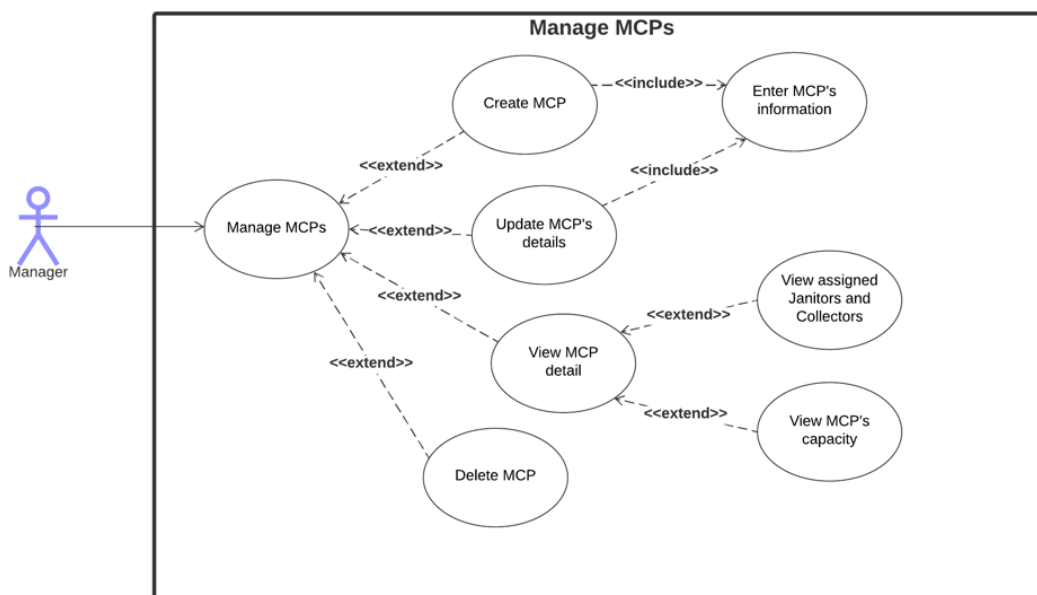 Manage MCPs
Create MCP
<<include>>
Enter MCP's
information
<<extend>>
<<include>>
Manager
Manage MCPs
<<extend>>
Update MCP's
details
<<extend>>
View assigned
Janitors and
Collectors
<<extend>>
<<extend>>
View MCP
detail
<<extend>>
View MCP's
capacity
Delete MCP